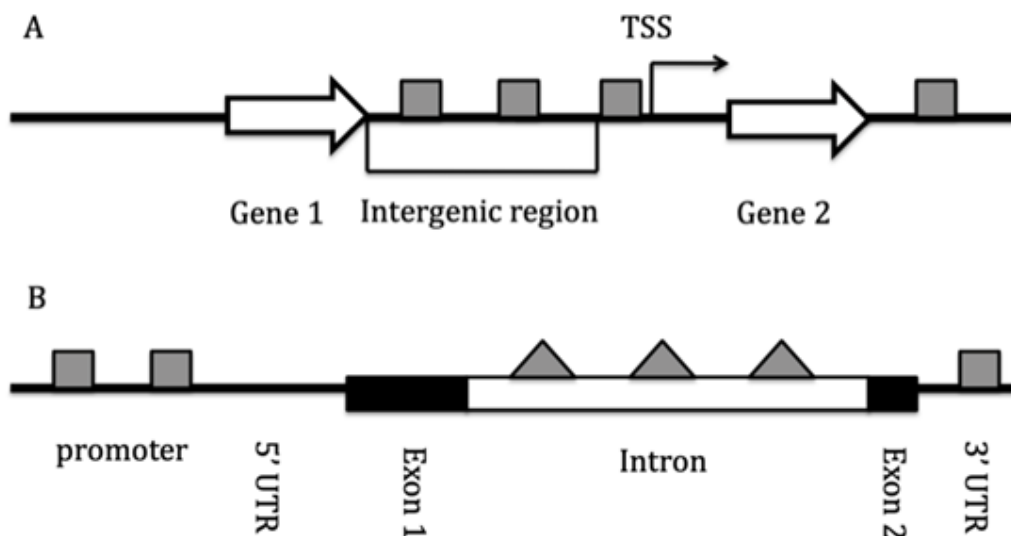 A
TSS
Gene 1
Intergenic region
Gene 2
B
promoter
5' UTR
Exon 1
Intron
Exon 2
3' UTR